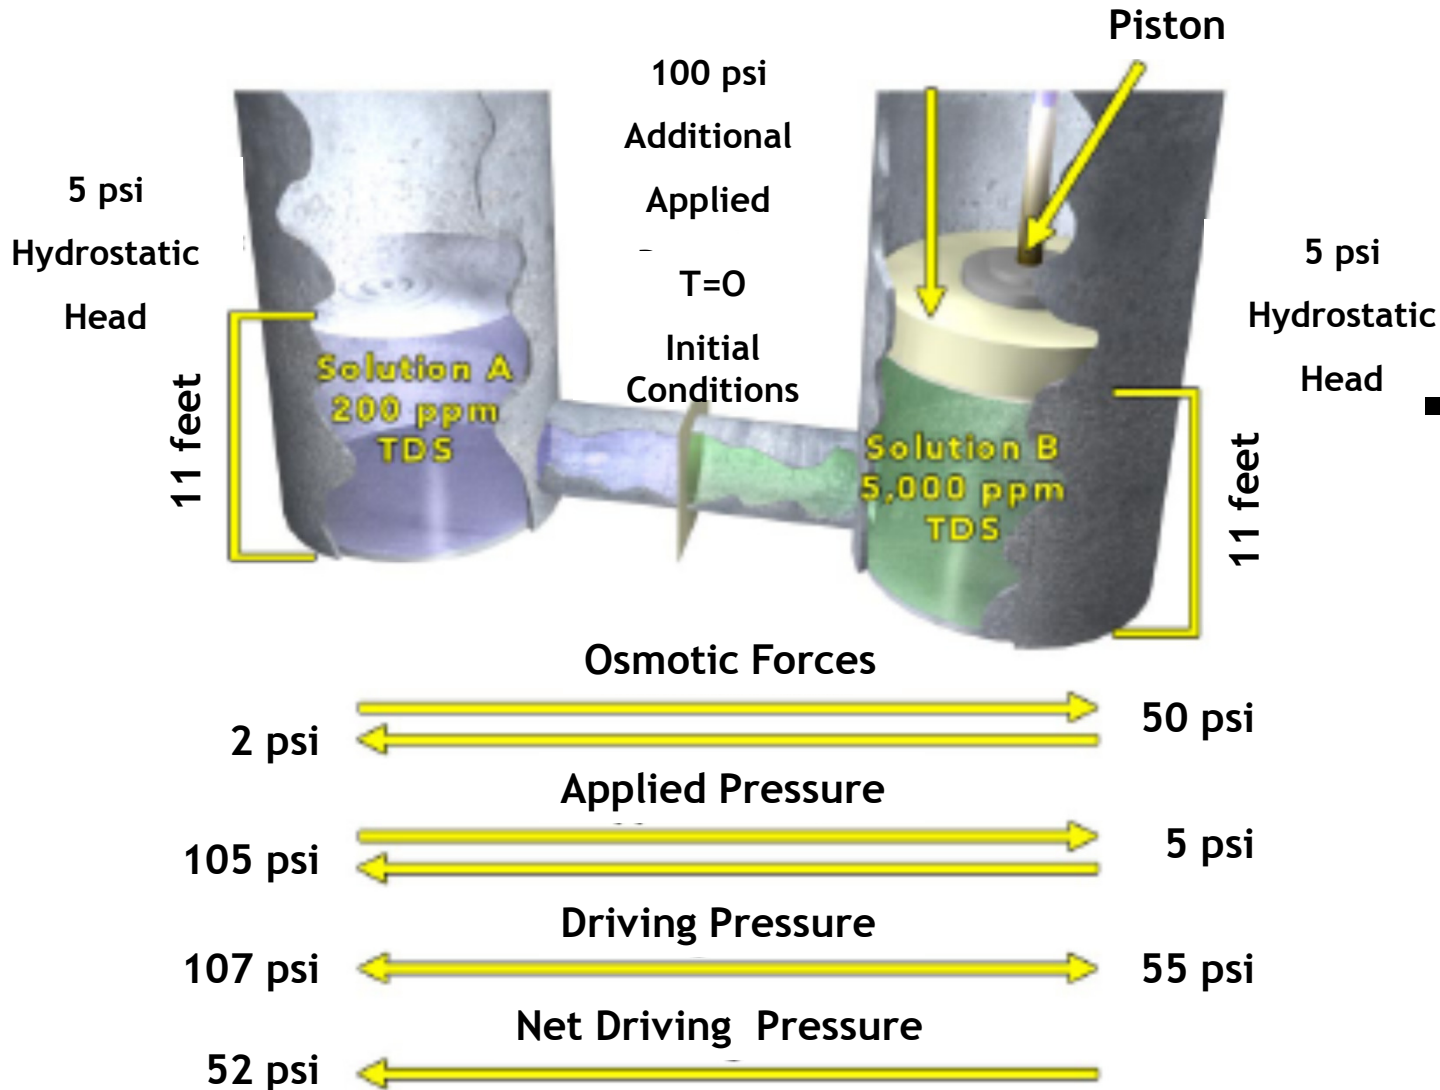 Piston
100 psi
Additional
Applied
5 psi
Hydrostatic
Head
T=O
Initial
Conditions
5 psi
Hydrostatic
Head
11 feet
Solution A
200 ppm
TDS
Solution B
5,000 ppm
TDS
11 feet
Osmotic Forces
50 psi
2 psi
Applied Pressure
5 psi
105 psi
Driving Pressure
107 psi
55 psi
Net Driving Pressure
52 psi